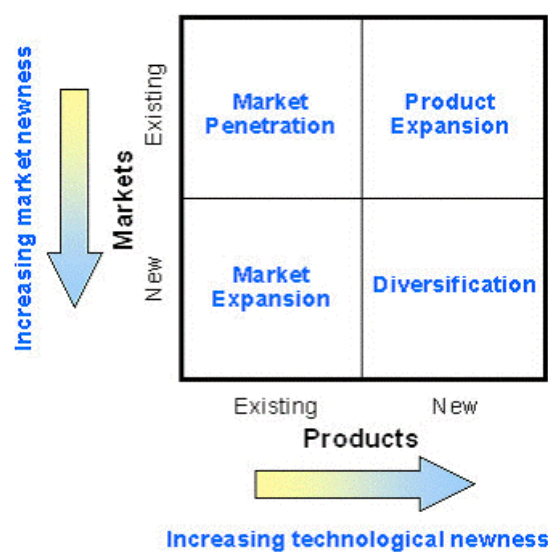 Increasing market newness
Markets
Existing
New
Market
Penetration
Product
Expansion
Market
Expansion
Diversification
Existing
New
Products
Increasing technological newness